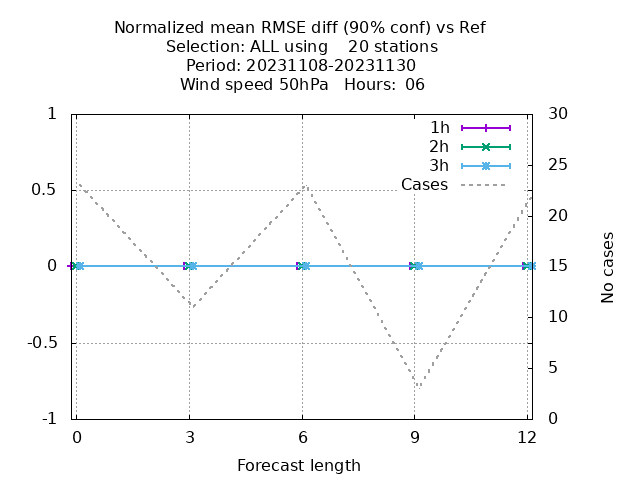 Normalized mean RMSE diff (90% conf) vs Ref
Selection: ALL using    20 stations
Period: 20231108-20231130
Wind speed 50hPa   Hours:  06
1
0.5
0
-0.5
-1
30
25
20
15
10
5
0
1h
2h
3h
Cases
No cases
0
3
6
9
12
Forecast length